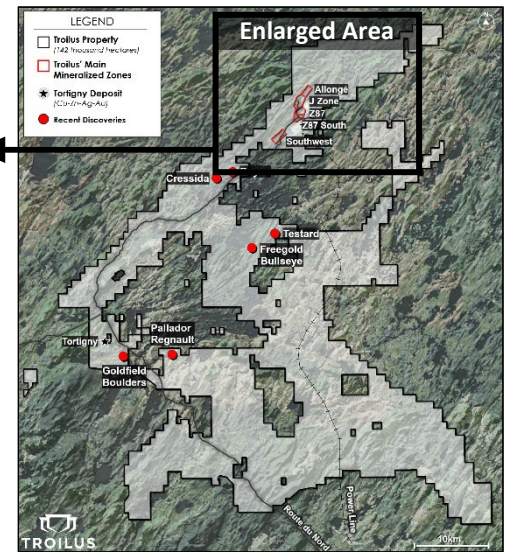 LEGEND
Troilus Property
(142 thousand hectares)
Troilus' Main
Mineralized Zones
Tortigny Deposit
(Cu-Zn-Ag-Au)
Recent Discoveries
Enlarged Area
Allongé
J Zone
Z87
Z87 South
Southwest
Cressida
Testard
Freegold
Bullseye
Pallador
Regnault
Tortigny
Goldfield
Boulders
Route du Nord
Power Line
10km
TROILUS